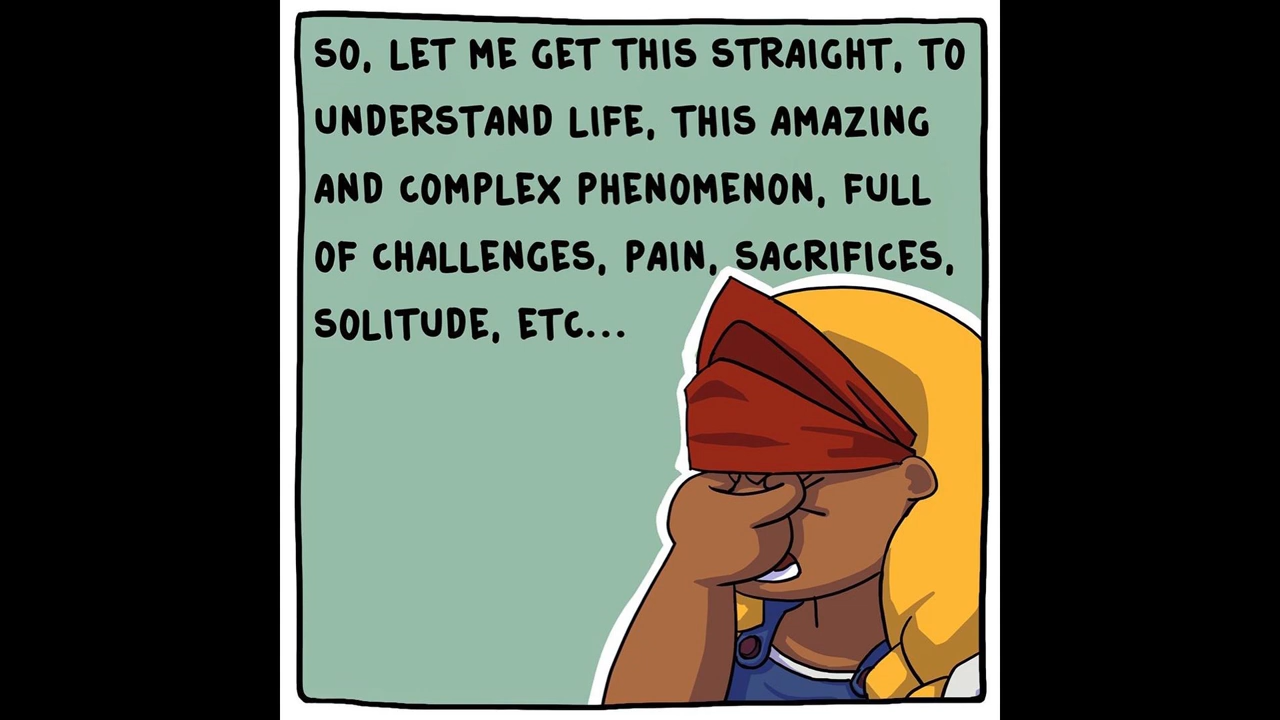 SO, LET ME GET THIS STRAIGHT, TO
UNDERSTAND LIFE, THIS AMAZING
AND COMPLEX PHENOMENON, FULL
OF CHALLENGES, PAIN, SACRIFICES,
SOLITUDE, ETC...